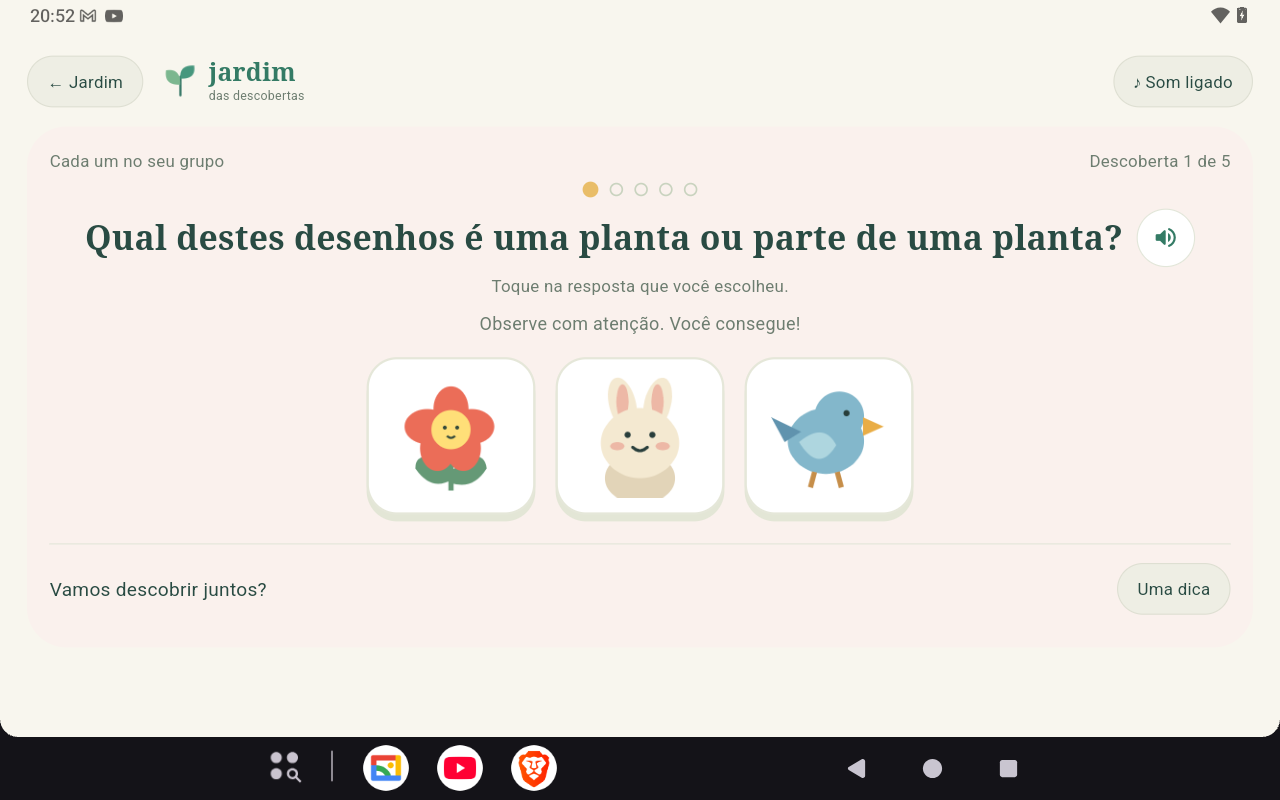 20:52
← Jardim
jardim
das descobertas
♪ Som ligado
Cada um no seu grupo
Descoberta 1 de 5
Qual destes desenhos é uma planta ou parte de uma planta?
Toque na resposta que você escolheu.
Observe com atenção. Você consegue!
Vamos descobrir juntos?
Uma dica